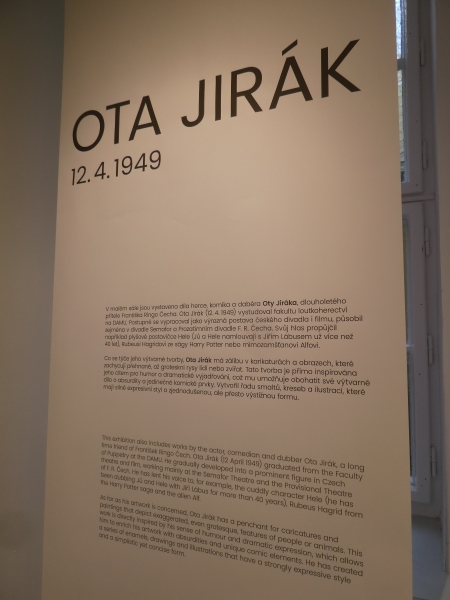 OTA JIRÁK
12. 4. 1949
V malém sále jsou vystavena díla herce, komika a dabéra Oty Jiráka, dlouholetého
přítele Františka Ringo Čecha. Ota Jirák (12. 4. 1949) vystudoval fakultu loutkoherectví
na DAMU. Postupně se vypracoval jako výrazná postava českého divadla i filmu, působil
zejména v divadle Semafor a Prozatímním divadle F. R. Čecha. Svůj hlas propůjčil
například plyšové postavičce Hele (Jů a Hele namlouvají s Jiřím Lábusem už více než
40 let), Rubeus Hagridovi ze ságy Harry Potter nebo mimozemšťanovi Alfovi.
Co se týče jeho výtvarné tvorby, Ota Jirák má zálibu v karikaturách a obrazech, které
zachycují přehnané, až groteskní rysy lidí nebo zvířat. Tato tvorba je přímo inspirována
jeho citem pro humor a dramatické vyjadřování, což mu umožňuje obohatit své výtvarné
dílo o absurdity a jedinečné komické prvky. Vytvořil řadu smaltů, kreseb a ilustrací, které
mají silně expresivní styl a zjednodušenou, ale přesto výstižnou formu.
This exhibition also includes works by the actor, comedian and dubber Ota Jirák, a long
time friend of František Ringo Čech. Ota Jirák (12 April 1949) graduated from the Faculty
of Puppetry at the DAMU. He gradually developed into a prominent figure in Czech
theatre and film, working mainly at the Semafor Theatre and the Provisional Theatre
of F. R. Čech. He has lent his voice to, for example, the cuddly character Hele (he has
been dubbing Jů and Hele with Jiří Lábus for more than 40 years), Rubeus Hagrid from
the Harry Potter saga and the alien Alf.
As far as his artwork is concerned, Ota Jirák has a penchant for caricatures and
paintings that depict exaggerated, even grotesque, features of people or animals. This
work is directly inspired by his sense of humour and dramatic expression, which allows
him to enrich his artwork with absurdities and unique comic elements. He has created
a series of enamels, drawings and illustrations that have a strongly expressive style
and a simplistic yet concise form.